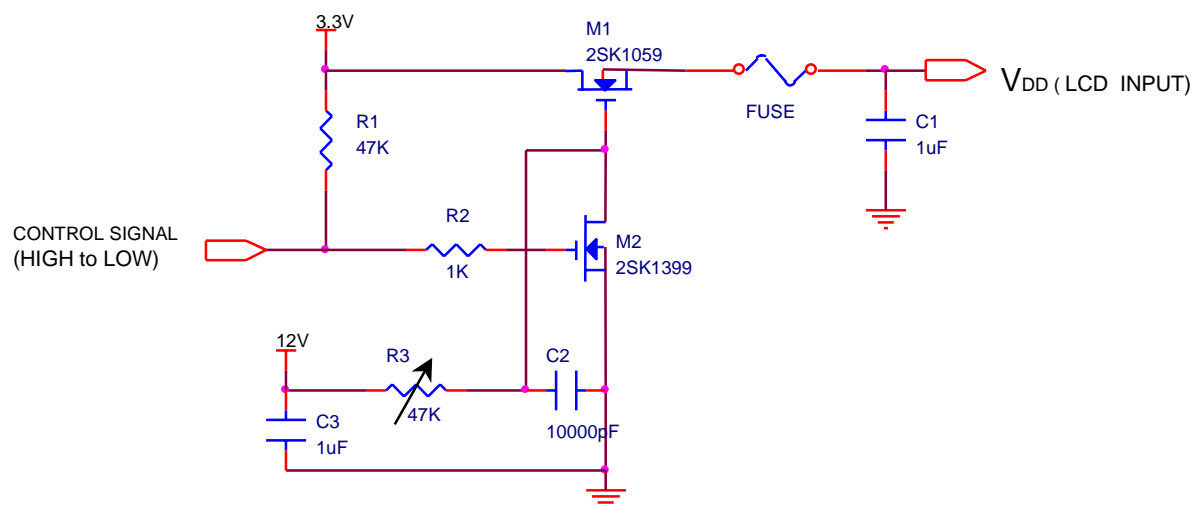 3.3V
M1
2SK1059
FUSE
VDD ( LCD INPUT)
R1
47K
C1
1uF
CONTROL SIGNAL
(HIGH to LOW)
R2
1K
M2
2SK1399
12V
R3
47K
C2
10000pF
C3
1uF